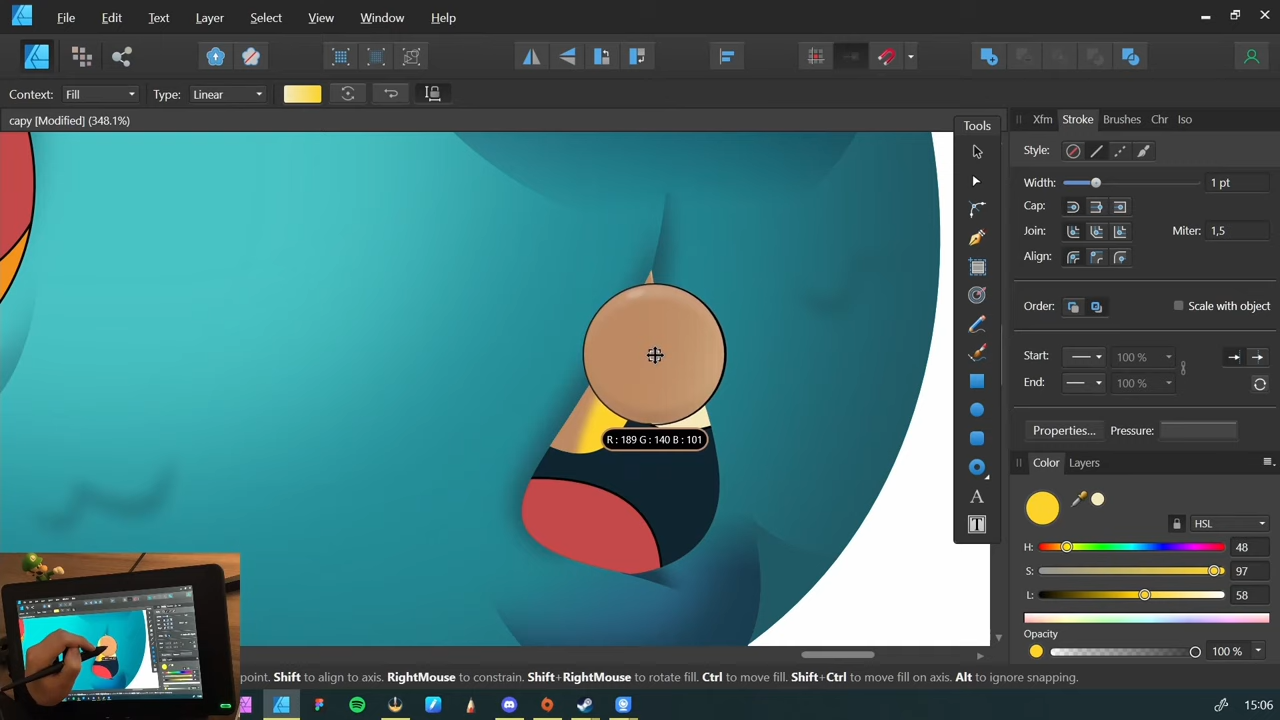 File Edit Text Layer Select View Window Help
Context: Fill Type: Linear
capy [Modified] (348.1%)
Tools
Xfm Stroke Brushes Chr Iso
Style:
Width: 1 pt
Cap:
Join: Miter: 1,5
Align:
Order: Scale with object
Start: 100 %
End: 100 %
Properties... Pressure:
Color Layers
HSL
H: 48
S: 97
L: 58
Opacity
100 %
R : 189 G : 140 B : 101
A
T
point. Shift to align to axis. RightMouse to constrain. Shift+RightMouse to rotate fill. Ctrl to move fill. Shift+Ctrl to move fill on axis. Alt to ignore snapping.
15:06